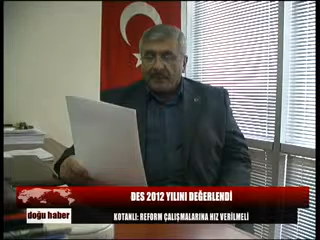 DES 2012 YILINI DEĞERLENDİ
doğu haber
KOTANLI: REFORM ÇALIŞMALARINA HIZ VERİLMELİ